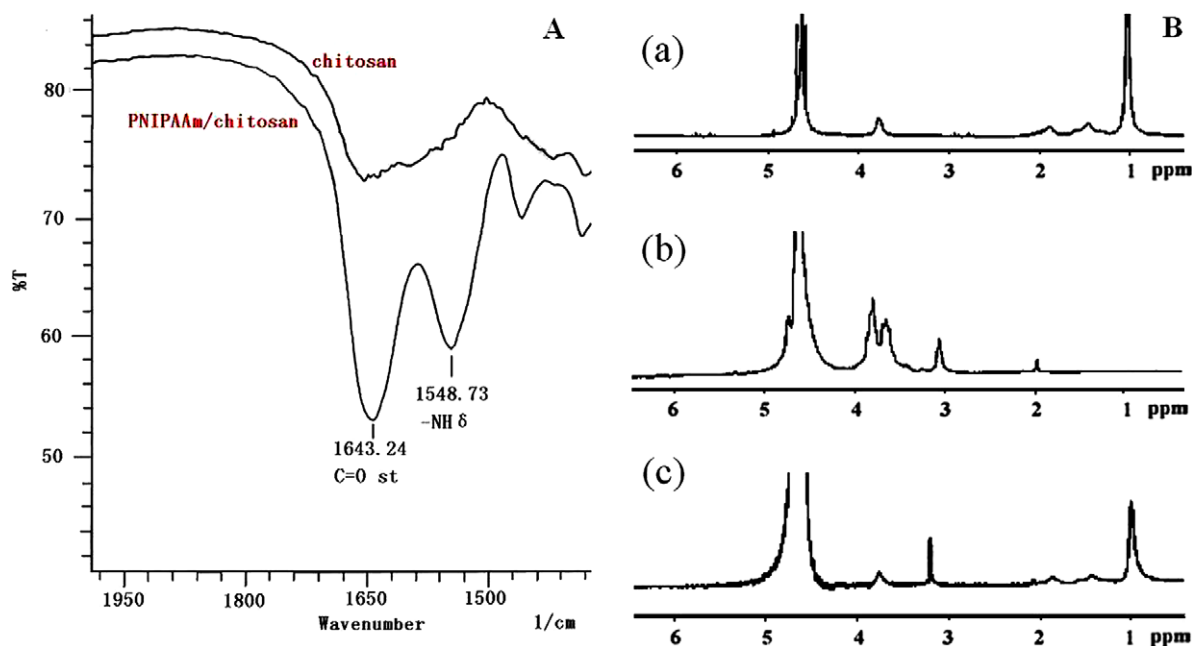 A
chitosan
PNIPAAm/chitosan
80
70
60
50
%T
1548.73
-NH δ
1643.24
C=O st
1950 1800 1650 1500
Wavenumber 1/cm
B
(a)
6 5 4 3 2 1 ppm
(b)
6 5 4 3 2 1 ppm
(c)
6 5 4 3 2 1 ppm